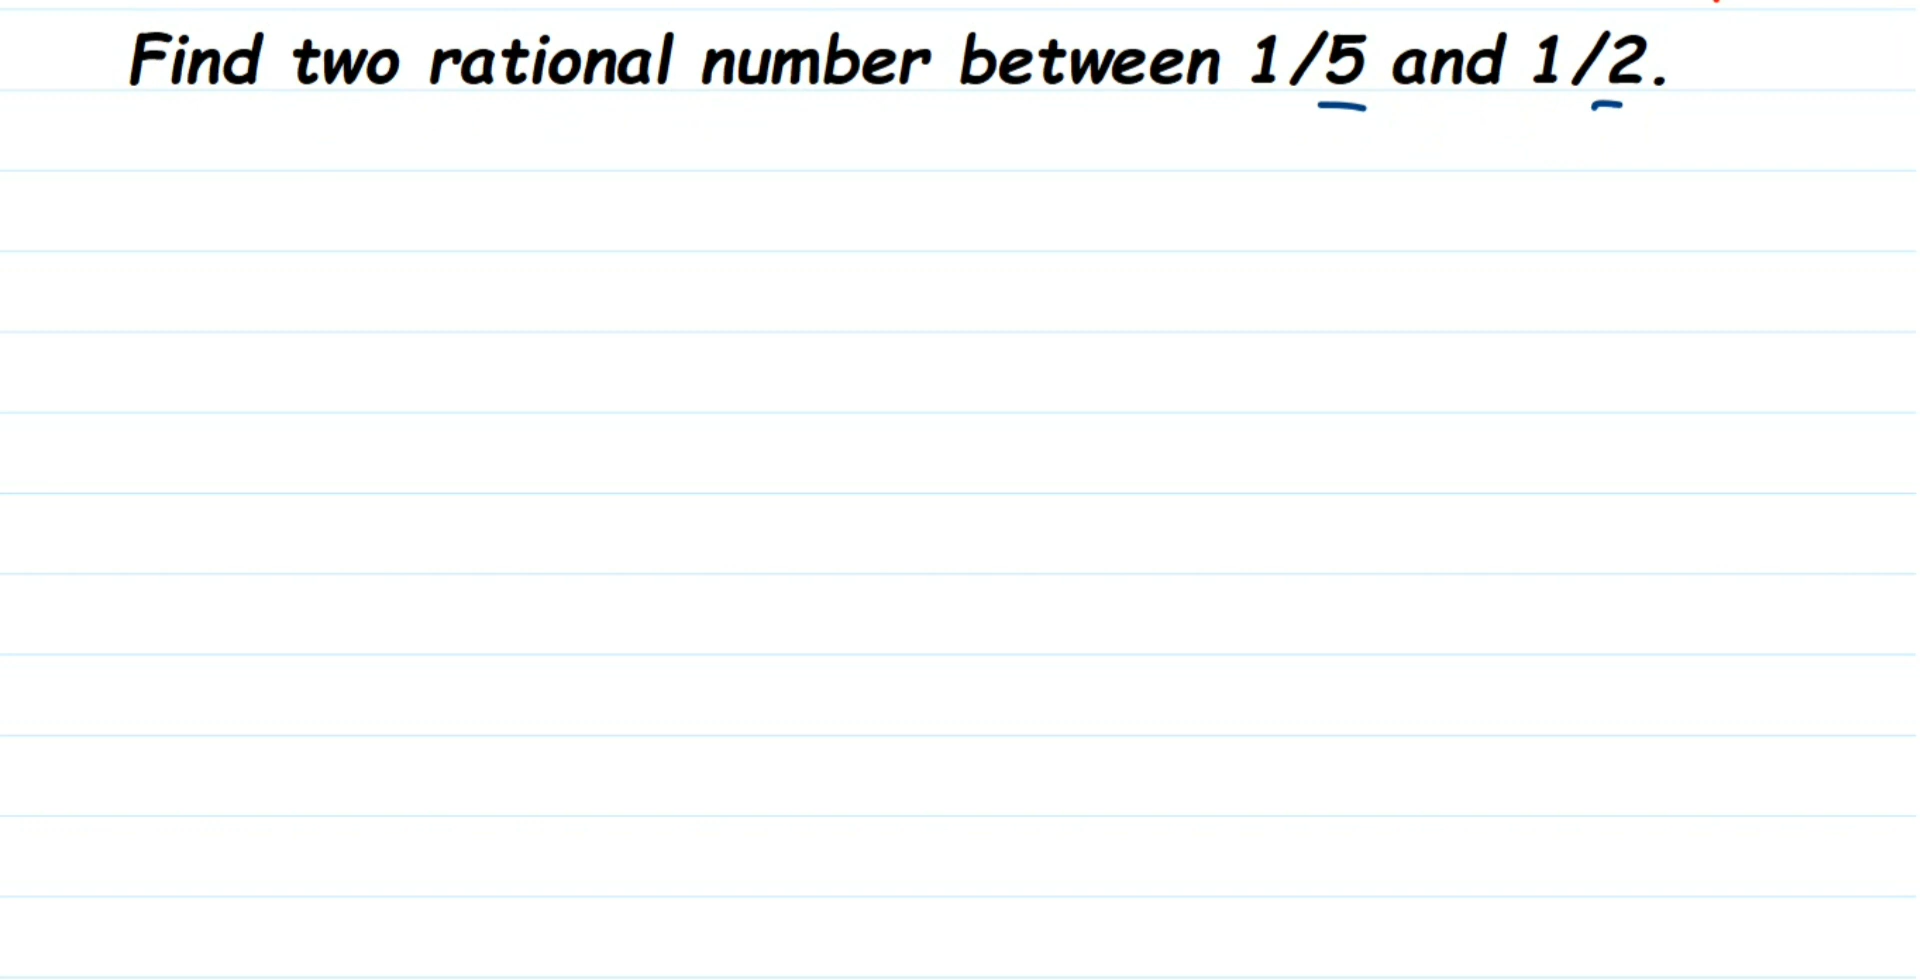 Find two rational number between 1/5 and 1/2.